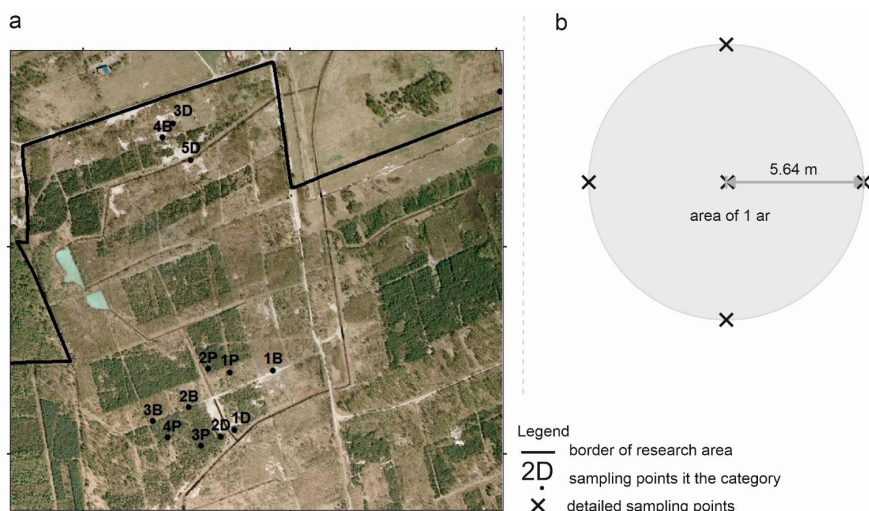 a
3D
4B
5D
2P
1P
1B
2B
3B
1D
4P
2D
3P
b
5.64 m
area of 1 ar
Legend
border of research area
2D sampling points it the category
detailed sampling points